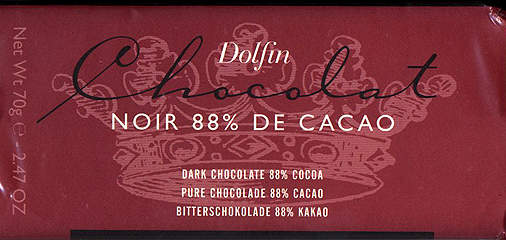 Dolfin
Chocolat
NOIR 88% DE CACAO
DARK CHOCOLATE 88% COCOA
PURE CHOCOLADE 88% CACAO
BITTERSCHOKOLADE 88% KAKAO
Net Wt 70g ℮ - 2.47 OZ